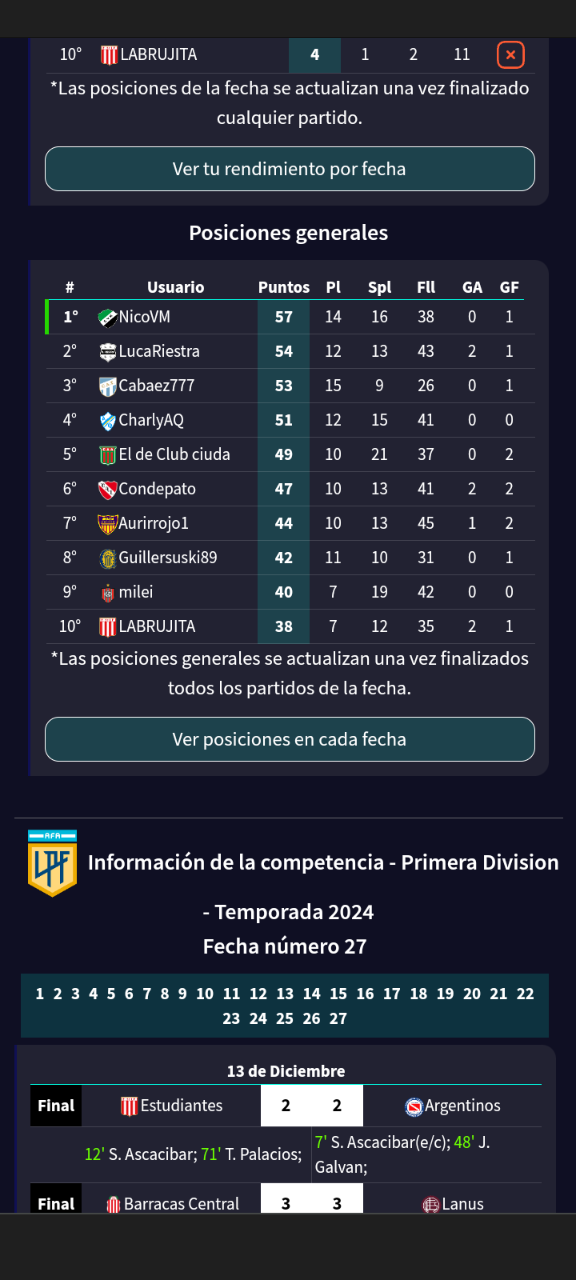 10° LABRUJITA 4 1 2 11
*Las posiciones de la fecha se actualizan una vez finalizado
cualquier partido.
Ver tu rendimiento por fecha
Posiciones generales
# Usuario Puntos Pl Spl Fll GA GF
1° NicoVM 57 14 16 38 0 1
2° LucaRiestra 54 12 13 43 2 1
3° Cabaez777 53 15 9 26 0 1
4° CharlyAQ 51 12 15 41 0 0
5° El de Club ciuda 49 10 21 37 0 2
6° Condepato 47 10 13 41 2 2
7° Aurirrojo1 44 10 13 45 1 2
8° Guillersuski89 42 11 10 31 0 1
9° milei 40 7 19 42 0 0
10° LABRUJITA 38 7 12 35 2 1
*Las posiciones generales se actualizan una vez finalizados
todos los partidos de la fecha.
Ver posiciones en cada fecha
AFA
LPF
Información de la competencia - Primera Division
- Temporada 2024
Fecha número 27
1 2 3 4 5 6 7 8 9 10 11 12 13 14 15 16 17 18 19 20 21 22
23 24 25 26 27
13 de Diciembre
Final Estudiantes 2 2 Argentinos
12' S. Ascacibar; 71' T. Palacios;
7' S. Ascacibar(e/c); 48' J.
Galvan;
Final Barracas Central 3 3 Lanus